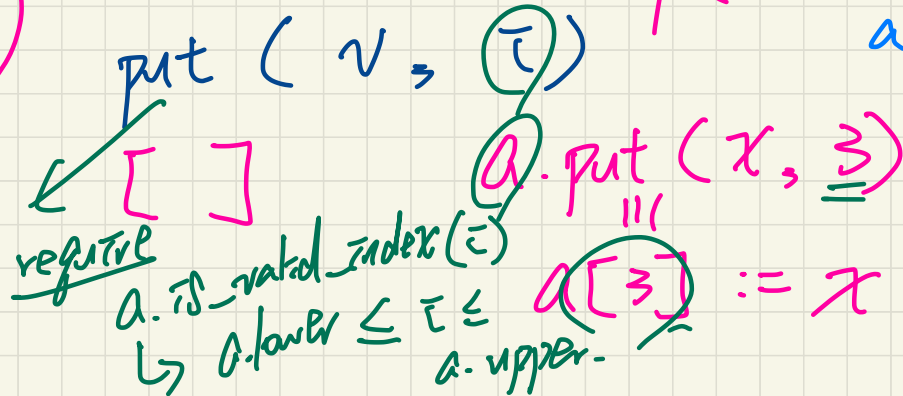 put ( v, i )
a
[ ]
a.put (x, 3)
≡
require
a.is_valid_index(i)
a[3] := x
↳ a.lower ≤ i ≤ a.upper.